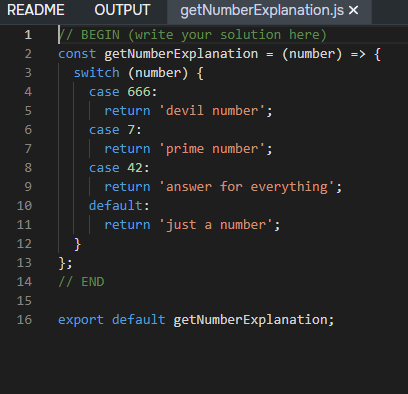 README OUTPUT getNumberExplanation.js ×
1 // BEGIN (write your solution here)
2 const getNumberExplanation = (number) => {
3   switch (number) {
4     case 666:
5       return 'devil number';
6     case 7:
7       return 'prime number';
8     case 42:
9       return 'answer for everything';
10     default:
11       return 'just a number';
12   }
13 };
14 // END
15
16 export default getNumberExplanation;